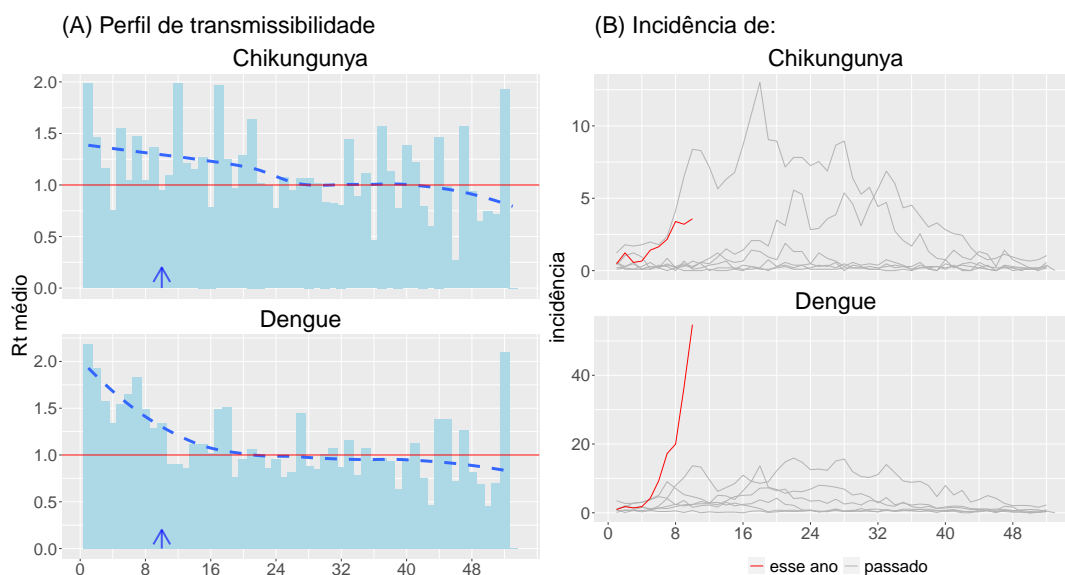 (A) Perfil de transmissibilidade
Chikungunya
2.0
1.5
1.0
0.5
0.0
Dengue
2.0
1.5
1.0
0.5
0.0
0 8 16 24 32 40 48
Rt médio
(B) Incidência de:
Chikungunya
10
5
0
Dengue
40
20
0
0 8 16 24 32 40 48
incidência
esse ano passado